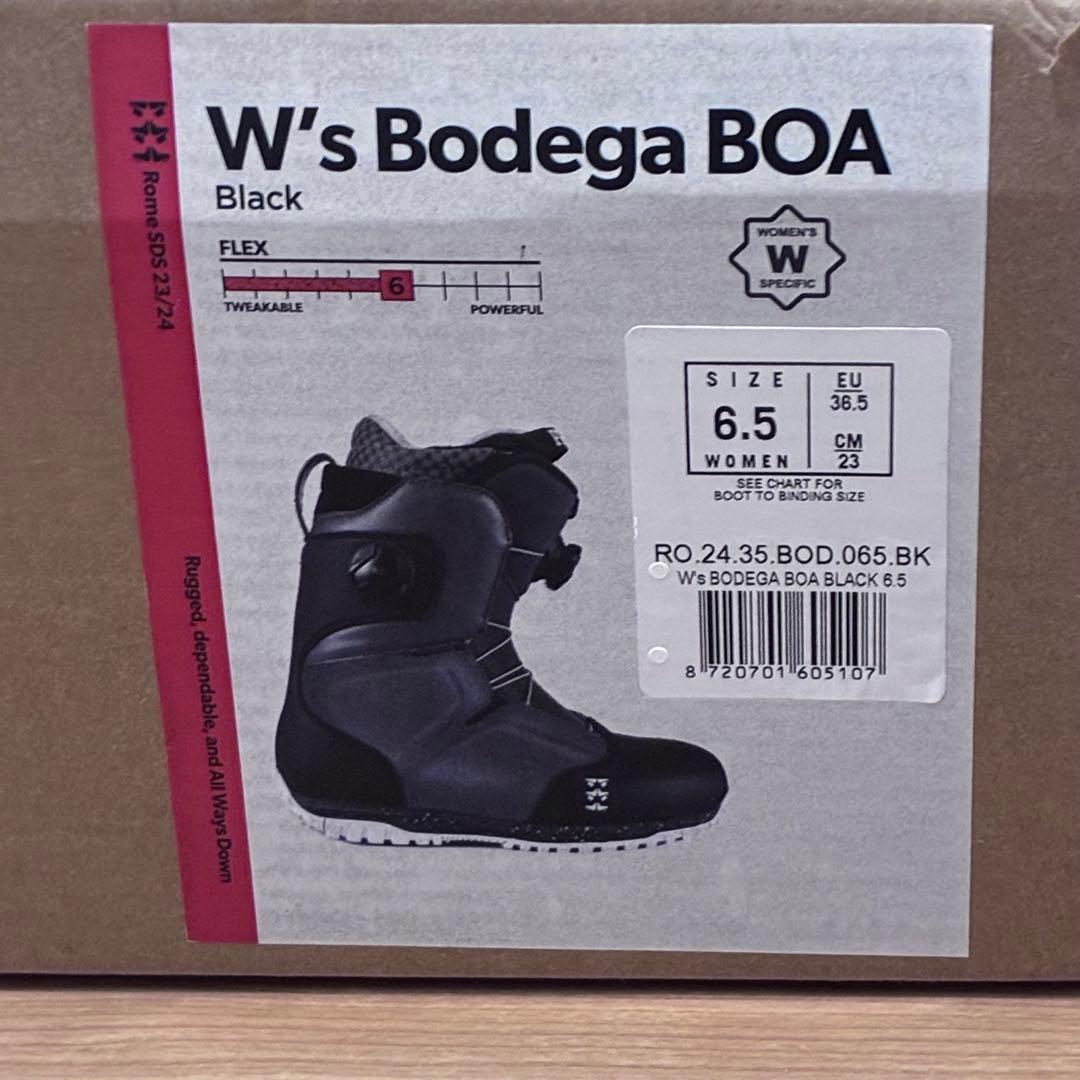 W's Bodega BOA
Black
FLEX
6
TWEAKABLE
POWERFUL
WOMEN'S
W
SPECIFIC
Rome SDS 23/24
Rugged, dependable, and All Ways Down
SIZE
6.5
WOMEN
EU
36.5
CM
23
SEE CHART FOR
BOOT TO BINDING SIZE
RO.24.35.BOD.065.BK
W's BODEGA BOA BLACK 6.5
8 720701 605107